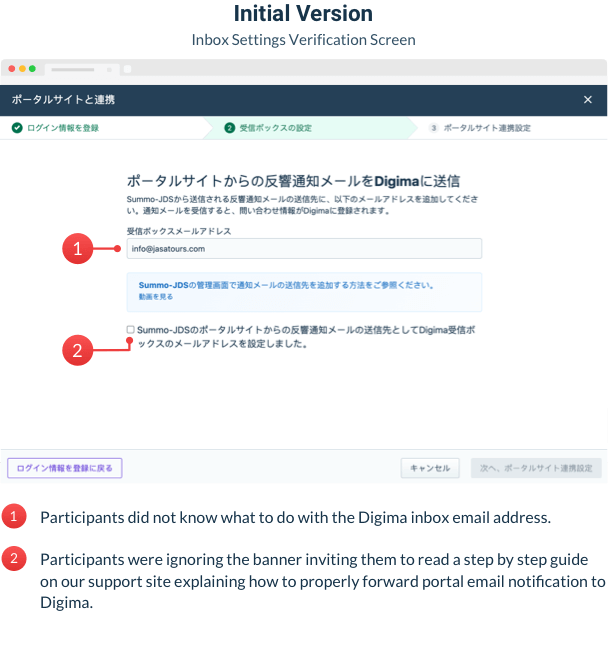 Initial Version
Inbox Settings Verification Screen
ポータルサイトと連携
ログイン情報を登録
2 受信ボックスの設定
3 ポータルサイト連携設定
ポータルサイトからの反響通知メールをDigimaに送信
Summo-JDSから送信される反響通知メールの送信先に、以下のメールアドレスを追加してくださ
い。通知メールを受信すると、問い合わせ情報がDigimaに登録されます。
受信ボックスメールアドレス
1
info@jasatours.com
Summo-JDSの管理画面で通知メールの送信先を追加する方法をご参照ください。
動画を見る
Summo-JDSのポータルサイトからの反響通知メールの送信先としてDigima受信ボ
ックスのメールアドレスを設定しました。
2
ログイン情報を登録に戻る
キャンセル
次へ、ポータルサイト連携設定
1 Participants did not know what to do with the Digima inbox email address.
2 Participants were ignoring the banner inviting them to read a step by step guide
on our support site explaining how to properly forward portal email notification to
Digima.